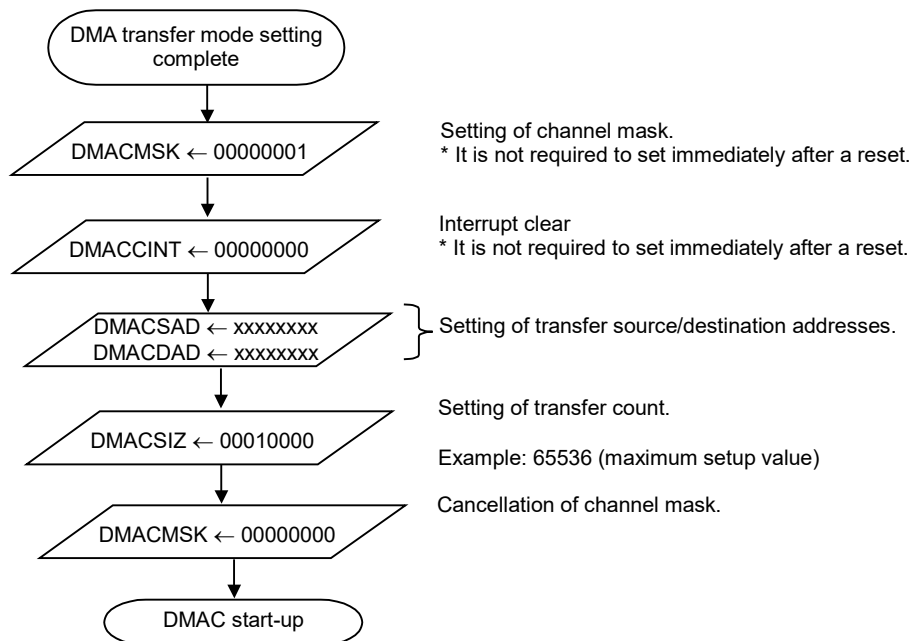 DMA transfer mode setting
complete
DMACMSK ← 00000001
Setting of channel mask.
* It is not required to set immediately after a reset.
DMACCINT ← 00000000
Interrupt clear
* It is not required to set immediately after a reset.
DMACSAD ← xxxxxxxx
DMACDAD ← xxxxxxxx
Setting of transfer source/destination addresses.
DMACSIZ ← 00010000
Setting of transfer count.
Example: 65536 (maximum setup value)
DMACMSK ← 00000000
Cancellation of channel mask.
DMAC start-up